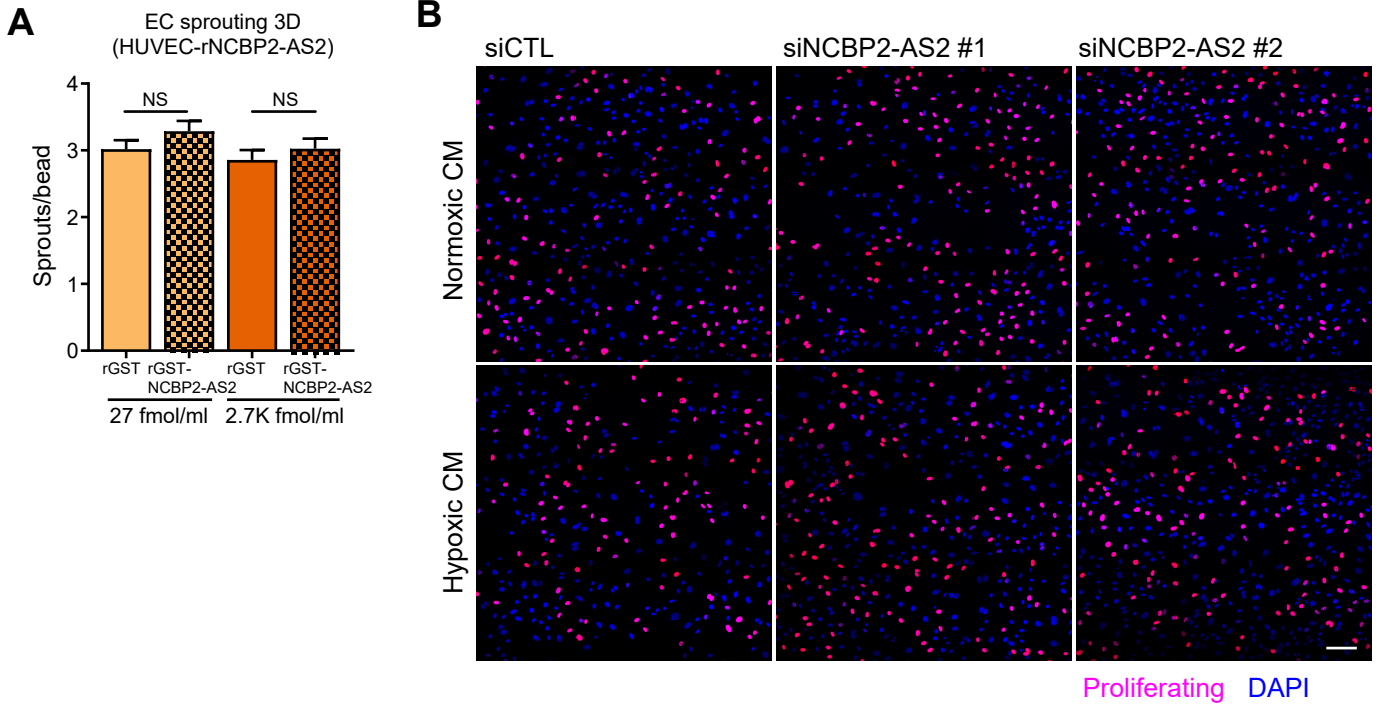 A
EC sprouting 3D
(HUVEC-rNCBP2-AS2)
Sprouts/bead
4
3
2
1
0
NS
NS
rGST
rGST-
NCBP2-AS2
rGST
rGST-
NCBP2-AS2
27 fmol/ml
2.7K fmol/ml
B
siCTL
siNCBP2-AS2 #1
siNCBP2-AS2 #2
Normoxic CM
Hypoxic CM
Proliferating DAPI